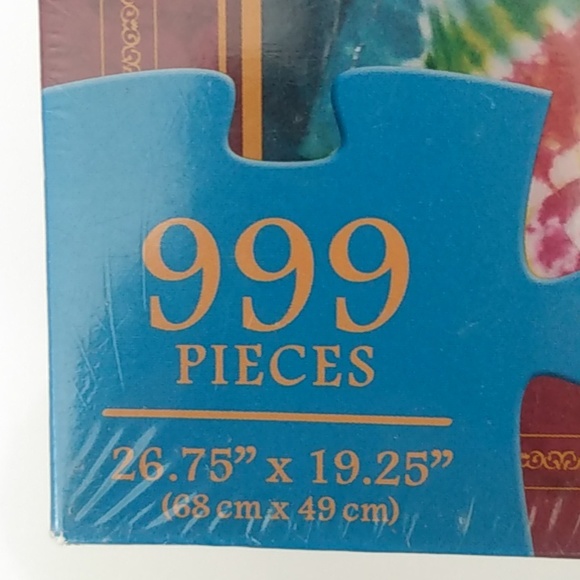 999
PIECES
26.75” x 19.25”
(68 cm x 49 cm)